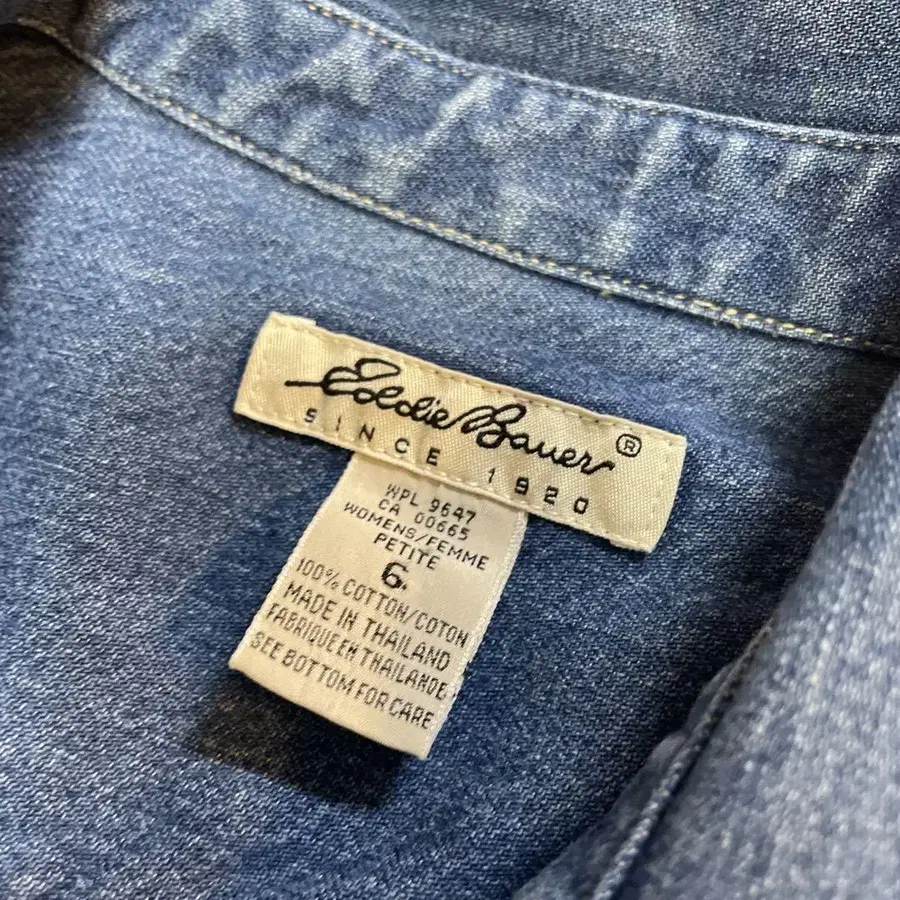 Eddie Bauer®
SINCE 1920
WPL 9647
CA 00665
WOMENS/FEMME
PETITE
6
100% COTTON/COTON
MADE IN THAILAND
FABRIQUE EN THAILANDE
SEE BOTTOM FOR CARE